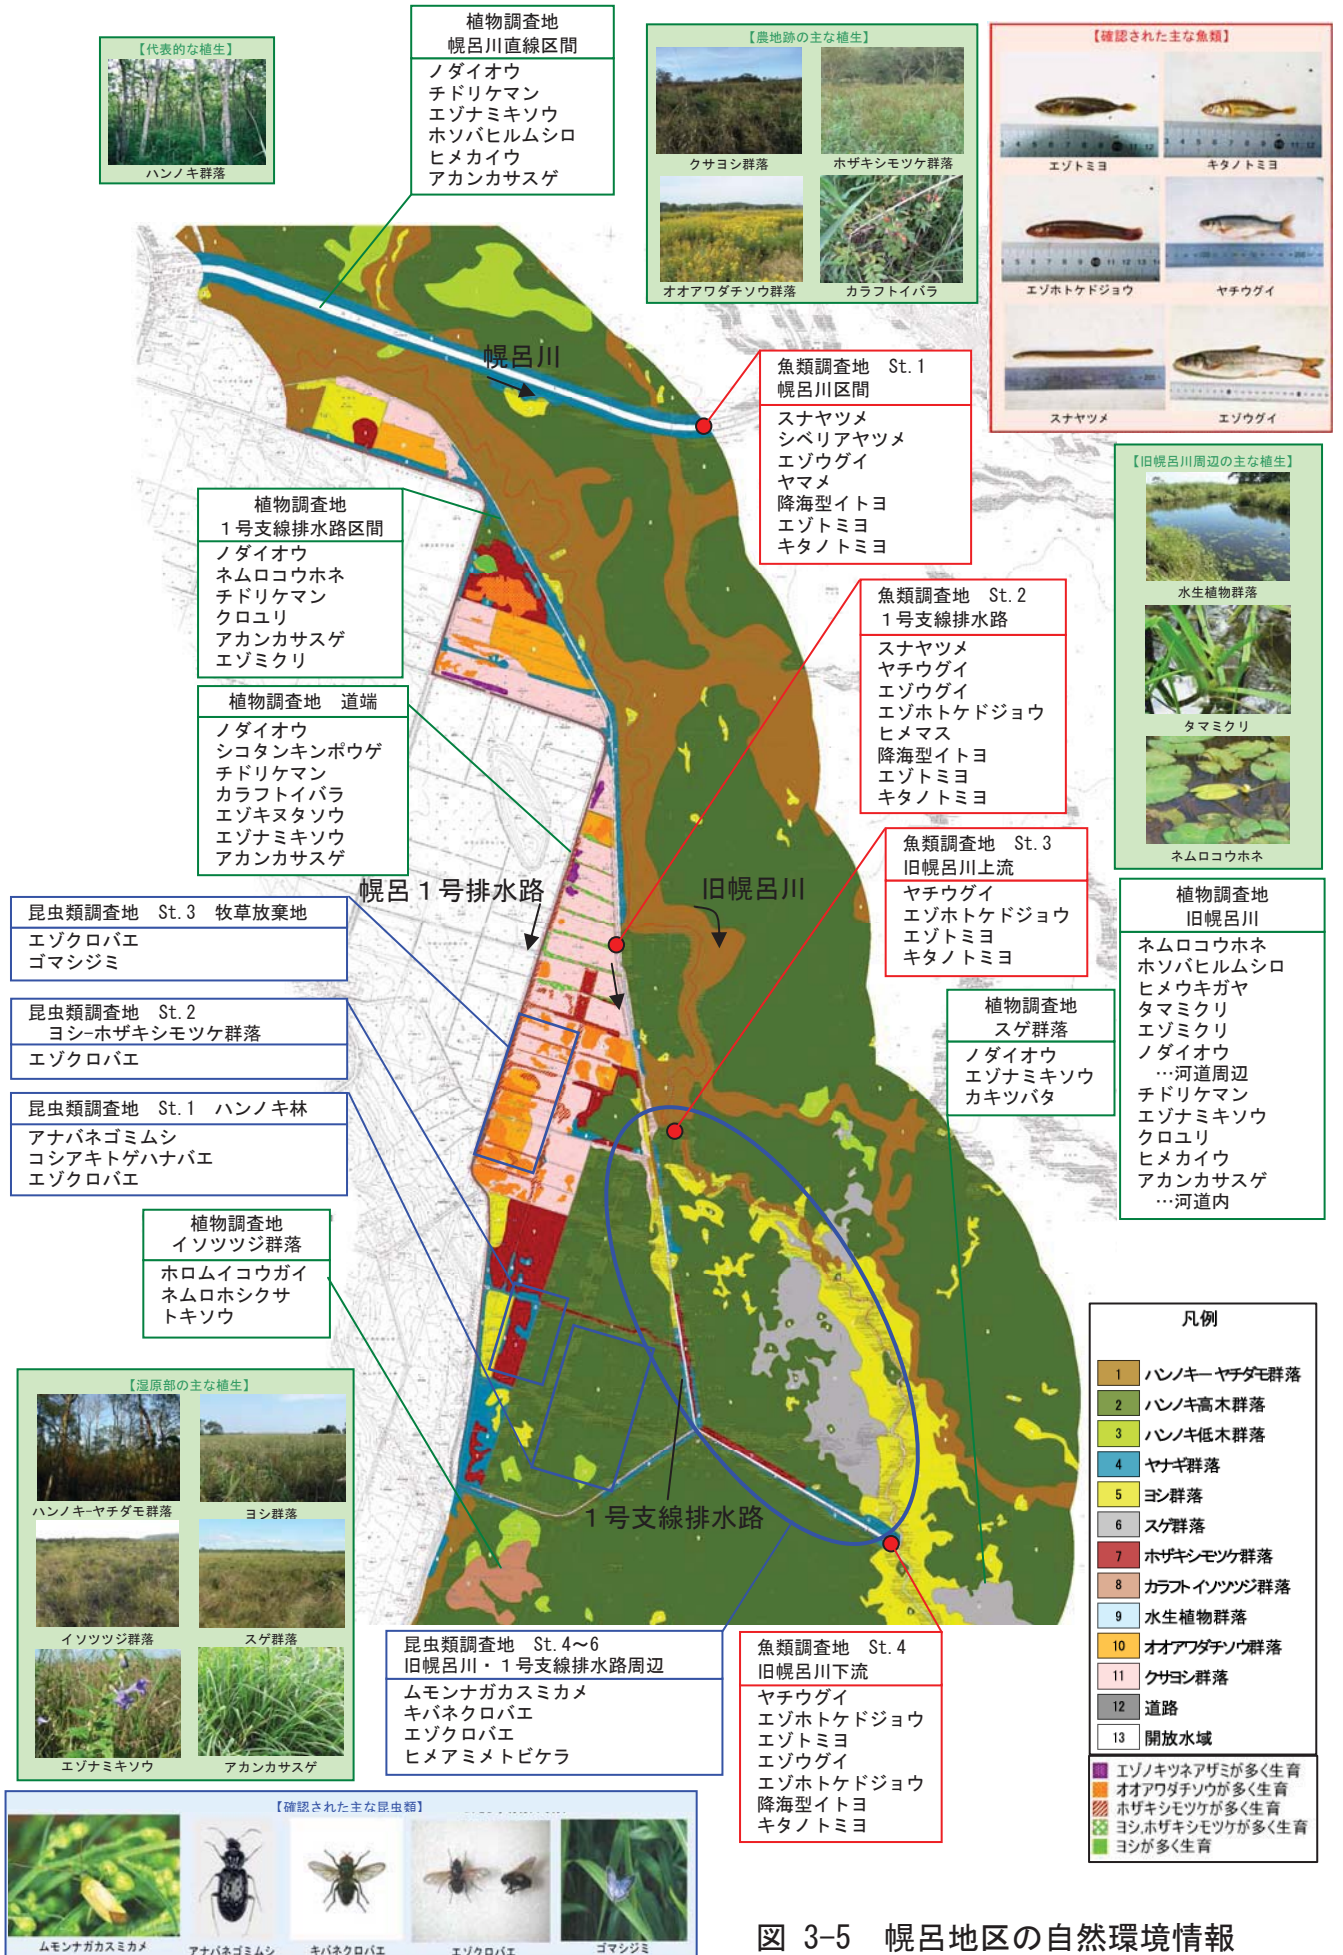 【代表的な植生】
ハンノキ群落
植物調査地
幌呂川直線区間
ノダイオウ
チドリケマン
エゾナミキソウ
ホソバヒルムシロ
ヒメカイウ
アカンカサスゲ
【農地跡の主な植生】
クサヨシ群落
ホザキシモツケ群落
オオアワダチソウ群落
カラフトイバラ
【確認された主な魚類】
エゾトミヨ
キタノトミヨ
エゾホトケドジョウ
ヤチウグイ
スナヤツメ
エゾウグイ
幌呂川
魚類調査地 St.1
幌呂川区間
スナヤツメ
シベリアヤツメ
エゾウグイ
ヤマメ
降海型イトヨ
エゾトミヨ
キタノトミヨ
【旧幌呂川周辺の主な植生】
水生植物群落
タマミクリ
ネムロコウホネ
植物調査地
1号支線排水路区間
ノダイオウ
ネムロコウホネ
チドリケマン
クロユリ
アカンカサスゲ
エゾミクリ
魚類調査地 St.2
1号支線排水路
スナヤツメ
ヤチウグイ
エゾウグイ
エゾホトケドジョウ
ヒメマス
降海型イトヨ
エゾトミヨ
キタノトミヨ
植物調査地 道端
ノダイオウ
シコタンキンポウゲ
チドリケマン
カラフトイバラ
エゾキヌタソウ
エゾナミキソウ
アカンカサスゲ
魚類調査地 St.3
旧幌呂川上流
ヤチウグイ
エゾホトケドジョウ
エゾトミヨ
キタノトミヨ
幌呂1号排水路
旧幌呂川
植物調査地
旧幌呂川
ネムロコウホネ
ホソバヒルムシロ
ヒメウキガヤ
タマミクリ
エゾミクリ
ノダイオウ
…河道周辺
チドリケマン
エゾナミキソウ
クロユリ
ヒメカイウ
アカンカサスゲ
…河道内
昆虫類調査地 St.3 牧草放棄地
エゾクロバエ
ゴマシジミ
昆虫類調査地 St.2
ヨシ-ホザキシモツケ群落
エゾクロバエ
植物調査地
スゲ群落
ノダイオウ
エゾナミキソウ
カキツバタ
昆虫類調査地 St.1 ハンノキ林
アナバネゴミムシ
コシアキトゲハナバエ
エゾクロバエ
植物調査地
イソツツジ群落
ホロムイコウガイ
ネムロホシクサ
トキソウ
【湿原部の主な植生】
ハンノキ-ヤチダモ群落
ヨシ群落
イソツツジ群落
スゲ群落
エゾナミキソウ
アカンカサスゲ
1号支線排水路
凡例
1 ハンノキーヤチダモ群落
2 ハンノキ高木群落
3 ハンノキ低木群落
4 ヤナギ群落
5 ヨシ群落
6 スゲ群落
7 ホザキシモツケ群落
8 カラフトイソツツジ群落
9 水生植物群落
10 オオアワダチソウ群落
11 クサヨシ群落
12 道路
13 開放水域
エゾノキツネアザミが多く生育
オオアワダチソウが多く生育
ホザキシモツケが多く生育
ヨシ,ホザキシモツケが多く生育
ヨシが多く生育
昆虫類調査地 St.4～6
旧幌呂川・1号支線排水路周辺
ムモンナガカスミカメ
キバネクロバエ
エゾクロバエ
ヒメアミメトビケラ
魚類調査地 St.4
旧幌呂川下流
ヤチウグイ
エゾホトケドジョウ
エゾトミヨ
エゾウグイ
エゾホトケドジョウ
降海型イトヨ
キタノトミヨ
【確認された主な昆虫類】
ムモンナガカスミカメ
アナバネゴミムシ
キバネクロバエ
エゾクロバエ
ゴマシジミ
図 3-5 幌呂地区の自然環境情報